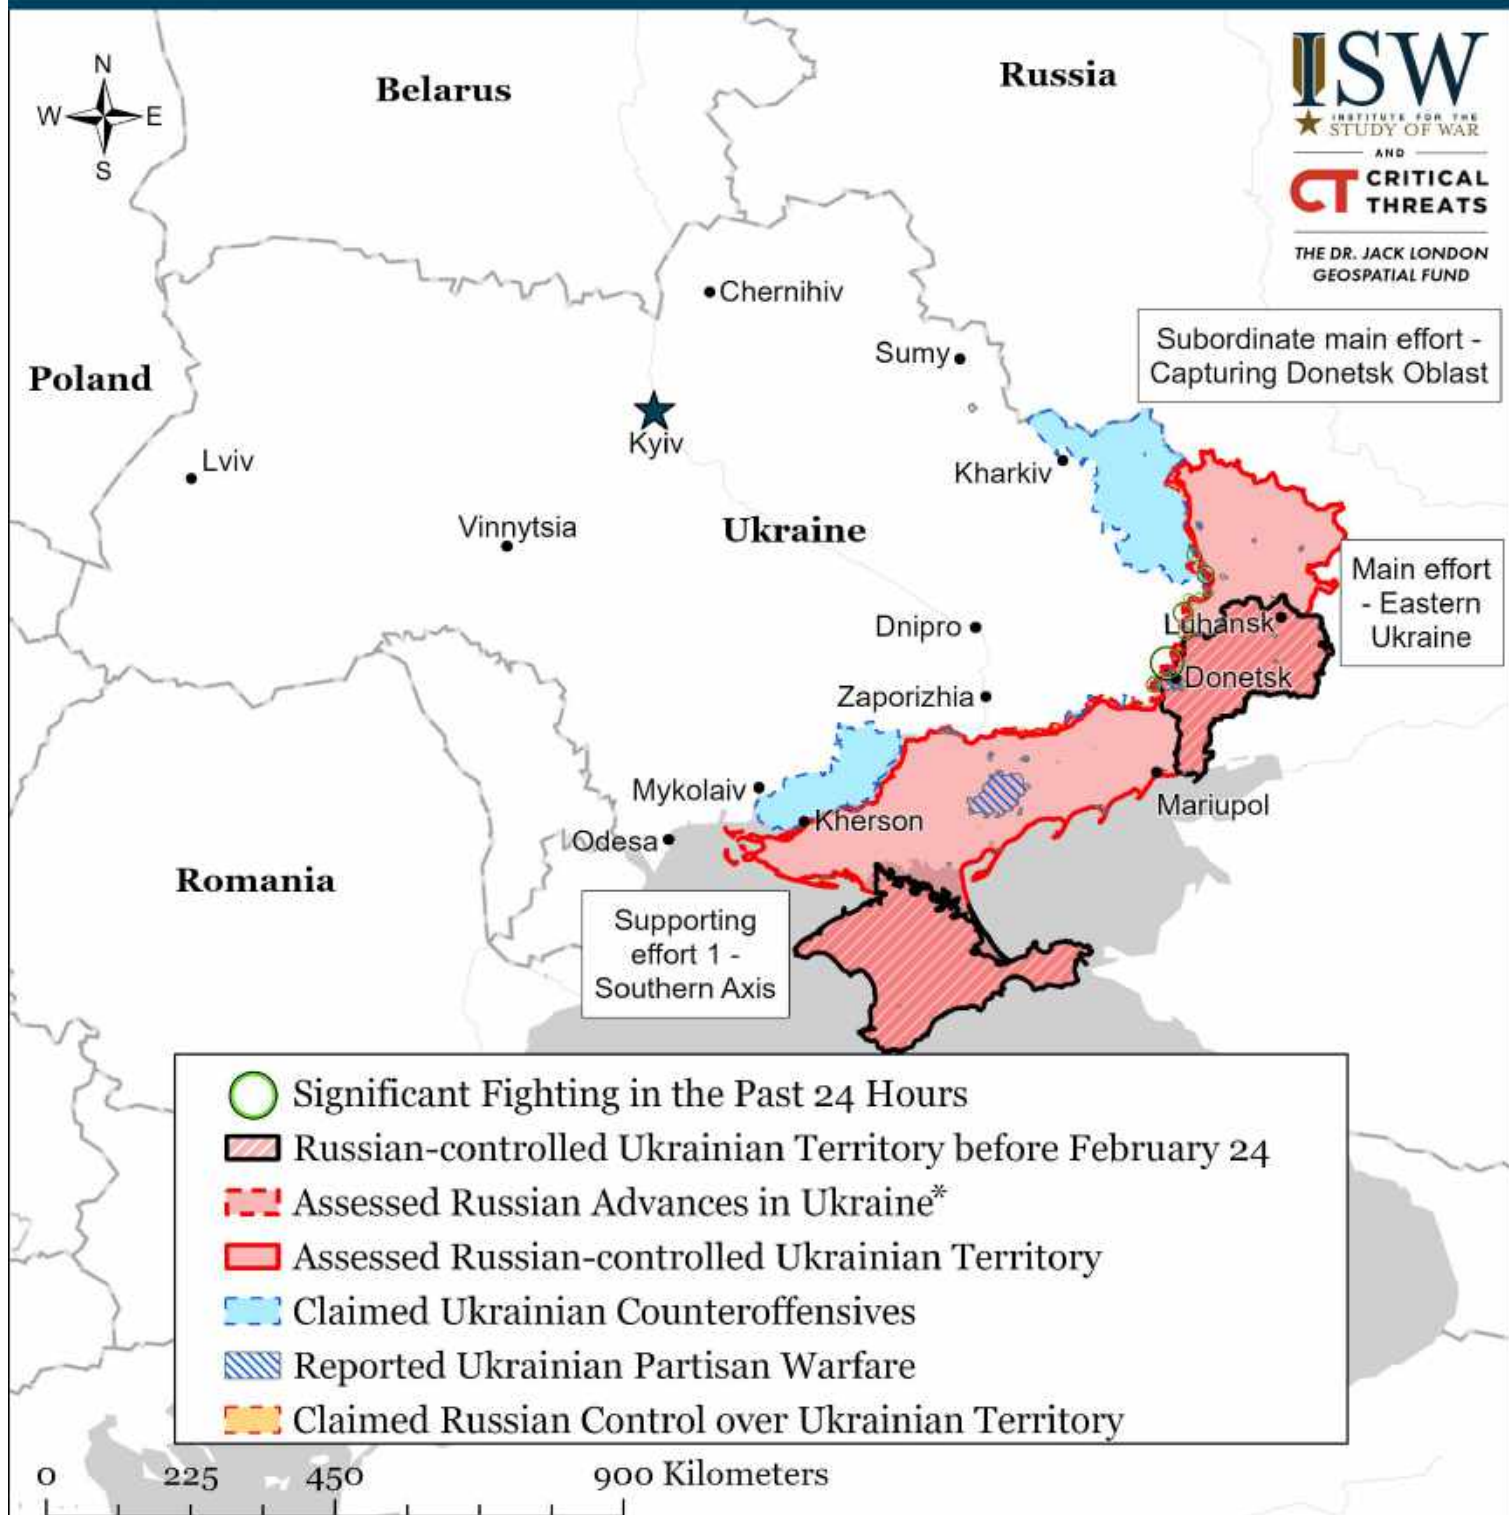 N
W
E
S
Belarus
Russia
ISW
INSTITUTE FOR THE
STUDY OF WAR
AND
CT CRITICAL
THREATS
THE DR. JACK LONDON
GEOSPATIAL FUND
Chernihiv
Subordinate main effort -
Capturing Donetsk Oblast
Sumy
Poland
Kyiv
Lviv
Kharkiv
Vinnytsia
Ukraine
Main effort
- Eastern
Ukraine
Dnipro
Luhansk
Donetsk
Zaporizhia
Mykolaiv
Mariupol
Kherson
Odesa
Romania
Supporting
effort 1 -
Southern Axis
Significant Fighting in the Past 24 Hours
Russian-controlled Ukrainian Territory before February 24
Assessed Russian Advances in Ukraine*
Assessed Russian-controlled Ukrainian Territory
Claimed Ukrainian Counteroffensives
Reported Ukrainian Partisan Warfare
Claimed Russian Control over Ukrainian Territory
0 225 450 900 Kilometers